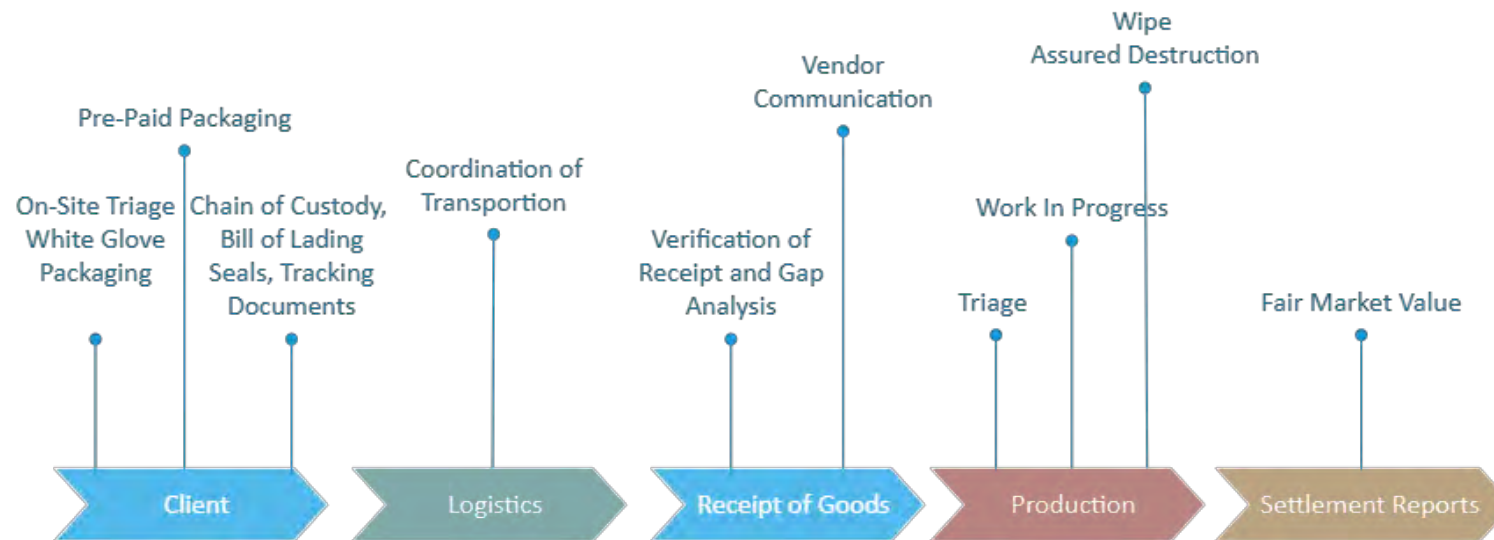 Pre-Paid Packaging
On-Site Triage
White Glove
Packaging
Chain of Custody,
Bill of Lading
Seals, Tracking
Documents
Coordination of
Transportion
Verification of
Receipt and Gap
Analysis
Vendor
Communication
Triage
Work In Progress
Wipe
Assured Destruction
Fair Market Value
Client
Logistics
Receipt of Goods
Production
Settlement Reports